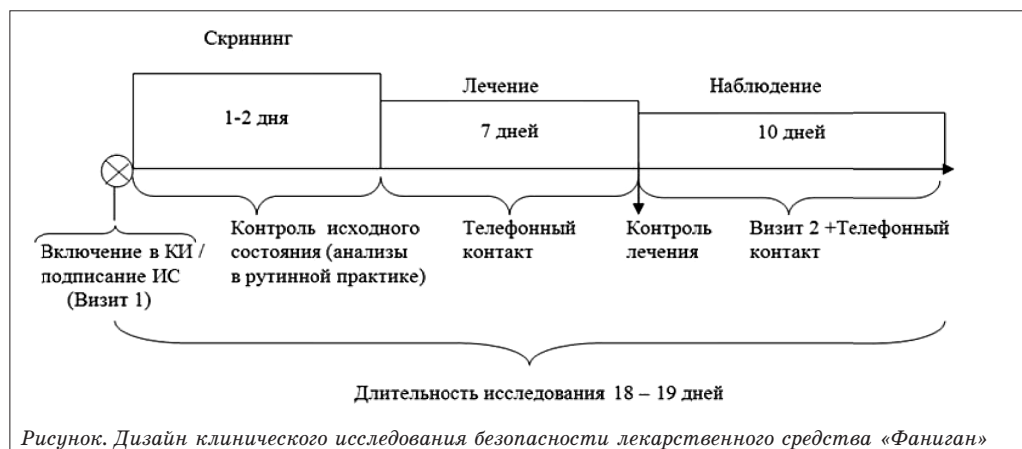 Скрининг
Лечение
Наблюдение
1-2 дня
7 дней
10 дней
Включение в КИ /
подписание ИС
(Визит 1)
Контроль исходного
состояния (анализы
в рутинной практике)
Телефонный
контакт
Контроль
лечения
Визит 2 +Телефонный
контакт
Длительность исследования 18 – 19 дней
Рисунок. Дизайн клинического исследования безопасности лекарственного средства «Фаниган»